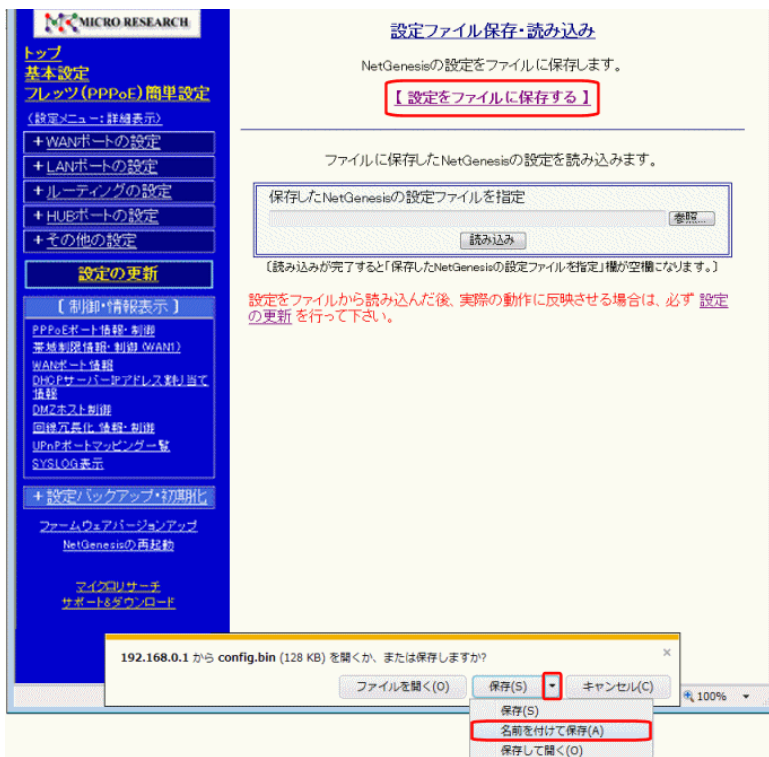 MICRO RESEARCH
トップ
基本設定
フレッツ(PPPoE)簡単設定
(設定メニュー:詳細表示)
+WANポートの設定
+LANポートの設定
+ルーティングの設定
+HUBポートの設定
+その他の設定
設定の更新
【制御・情報表示】
PPPoEポート情報・制御
帯域制限情報・制御(WAN1)
WANポート情報
DHCPサーバーIPアドレス割り当て
情報
DMZホスト制御
回線冗長化 情報・制御
UPnPポートマッピング一覧
SYSLOG表示
+設定バックアップ・初期化
ファームウェアバージョンアップ
NetGenesisの再起動
マイクロリサーチ
サポート&ダウンロード
設定ファイル保存・読み込み
NetGenesisの設定をファイルに保存します。
【 設定をファイルに保存する 】
ファイルに保存したNetGenesisの設定を読み込みます。
保存したNetGenesisの設定ファイルを指定
参照...
読み込み
〔読み込みが完了すると「保存したNetGenesisの設定ファイルを指定」欄が空欄になります。〕
設定をファイルから読み込んだ後、実際の動作に反映させる場合は、必ず 設定
の更新 を行って下さい。
192.168.0.1 から config.bin (128 KB) を開くか、または保存しますか?
×
ファイルを開く(O)
保存(S)
キャンセル(C)
100%
保存(S)
名前を付けて保存(A)
保存して開く(O)